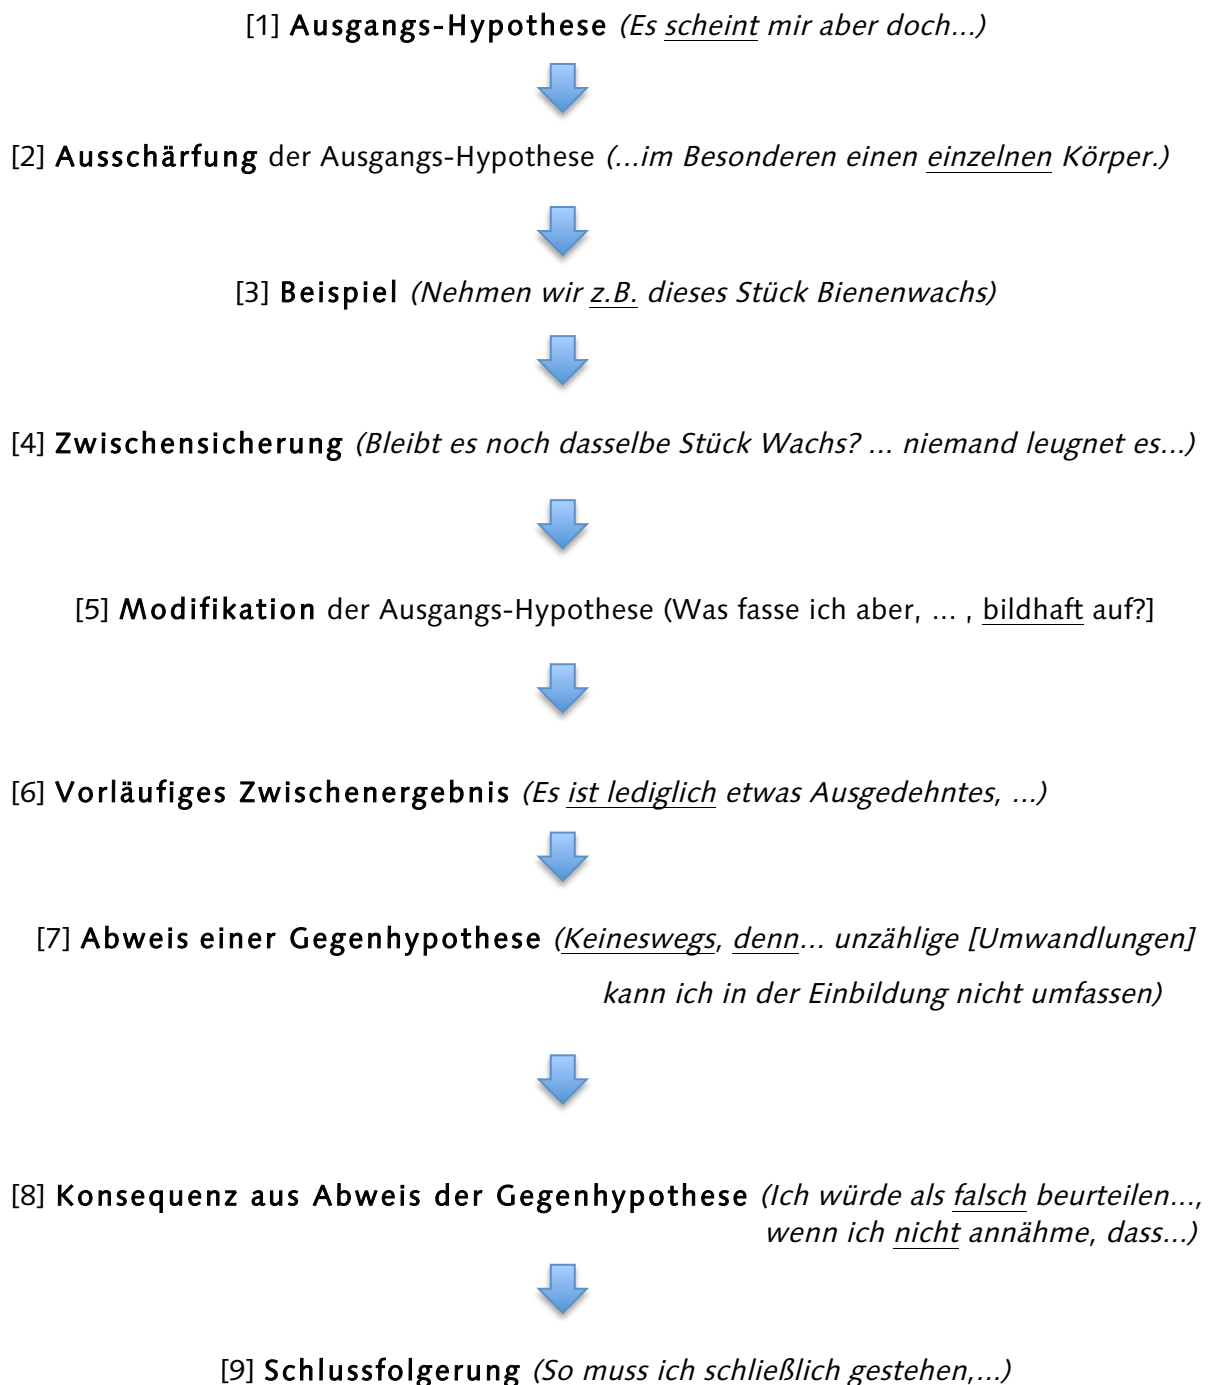 [1] Ausgangs-Hypothese (Es scheint mir aber doch...)
[2] Ausschärfung der Ausgangs-Hypothese (...im Besonderen einen einzelnen Körper.)
[3] Beispiel (Nehmen wir z.B. dieses Stück Bienenwachs)
[4] Zwischensicherung (Bleibt es noch dasselbe Stück Wachs? ... niemand leugnet es...)
[5] Modifikation der Ausgangs-Hypothese (Was fasse ich aber, ... , bildhaft auf?]
[6] Vorläufiges Zwischenergebnis (Es ist lediglich etwas Ausgedehntes, ...)
[7] Abweis einer Gegenhypothese (Keineswegs, denn... unzählige [Umwandlungen]
kann ich in der Einbildung nicht umfassen)
[8] Konsequenz aus Abweis der Gegenhypothese (Ich würde als falsch beurteilen...,
wenn ich nicht annähme, dass...)
[9] Schlussfolgerung (So muss ich schließlich gestehen,...)